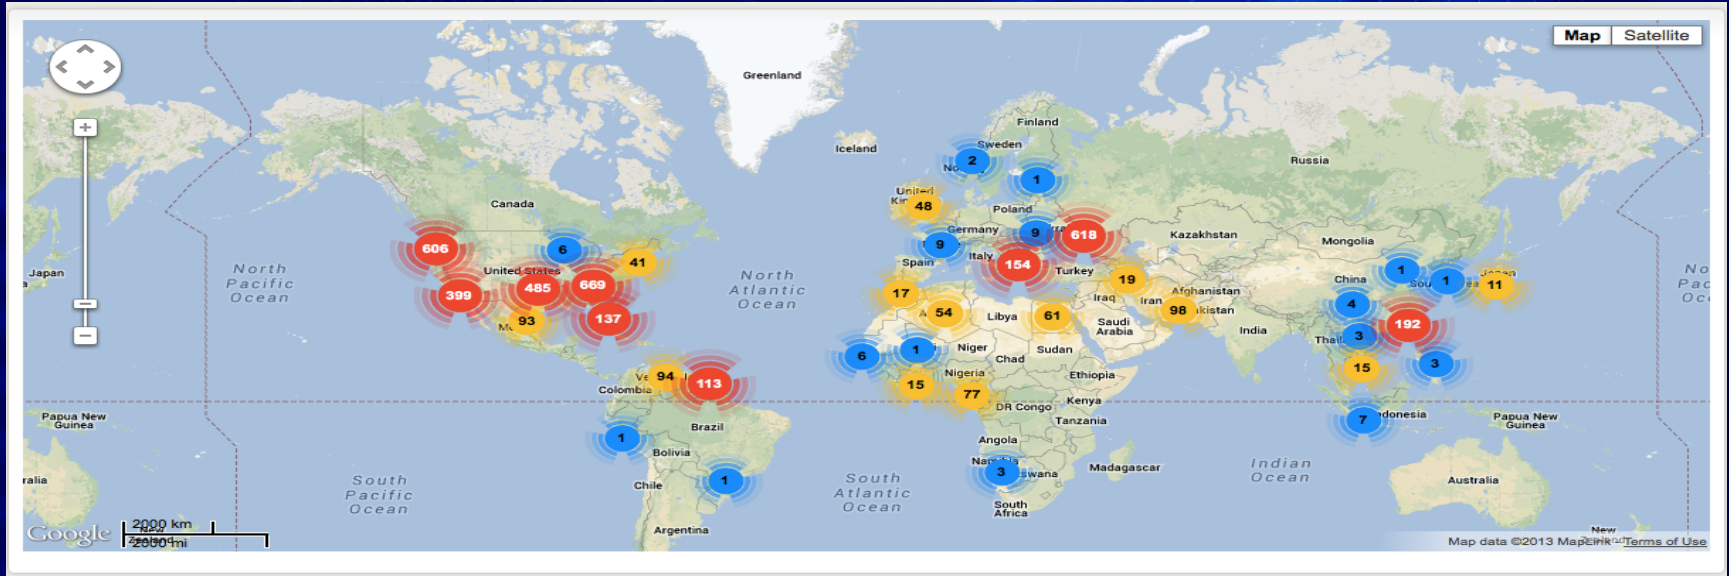 Map Satellite
Greenland
Finland
Iceland
Sweden
2
Russia
1
United
48
Canada
Poland
Germany
9
618
Kazakhstan
606
6
9
Mongolia
41
Italy
154
Spain
Turkey
Japan
North
Pacific
Ocean
United States
North
Atlantic
Ocean
1
China
1
11
399
485
669
17
19
Iraq
Iran
Afghanistan
98
4
93
137
54
Libya
61
Saudi
Arabia
India
192
3
6
1
Niger
Chad
Sudan
94
113
Colombia
Nigeria
15
77
Ethiopia
15
3
DR Congo
Kenya
Tanzania
Papua New
Guinea
1
Brazil
Bolivia
7
Papua New
Guinea
Angola
3
Madagascar
South
Pacific
Ocean
Chile
1
South
Atlantic
Ocean
Indian
Ocean
Australia
South
Africa
Argentina
Google
2000 km
2000 mi
New
Map data ©2013 MapLink - Terms of Use